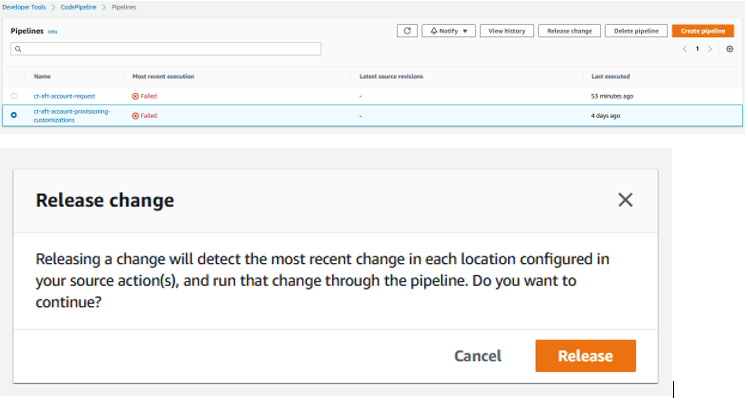 Developer Tools > CodePipeline > Pipelines
Pipelines Info
Notify ▼ View history Release change Delete pipeline Create pipeline
< 1 >
Name Most recent execution Latest source revisions Last executed
ct-aft-account-request Failed - 53 minutes ago
ct-aft-account-provisioning-
customizations Failed - 4 days ago
Release change
Releasing a change will detect the most recent change in each location configured in
your source action(s), and run that change through the pipeline. Do you want to
continue?
Cancel Release